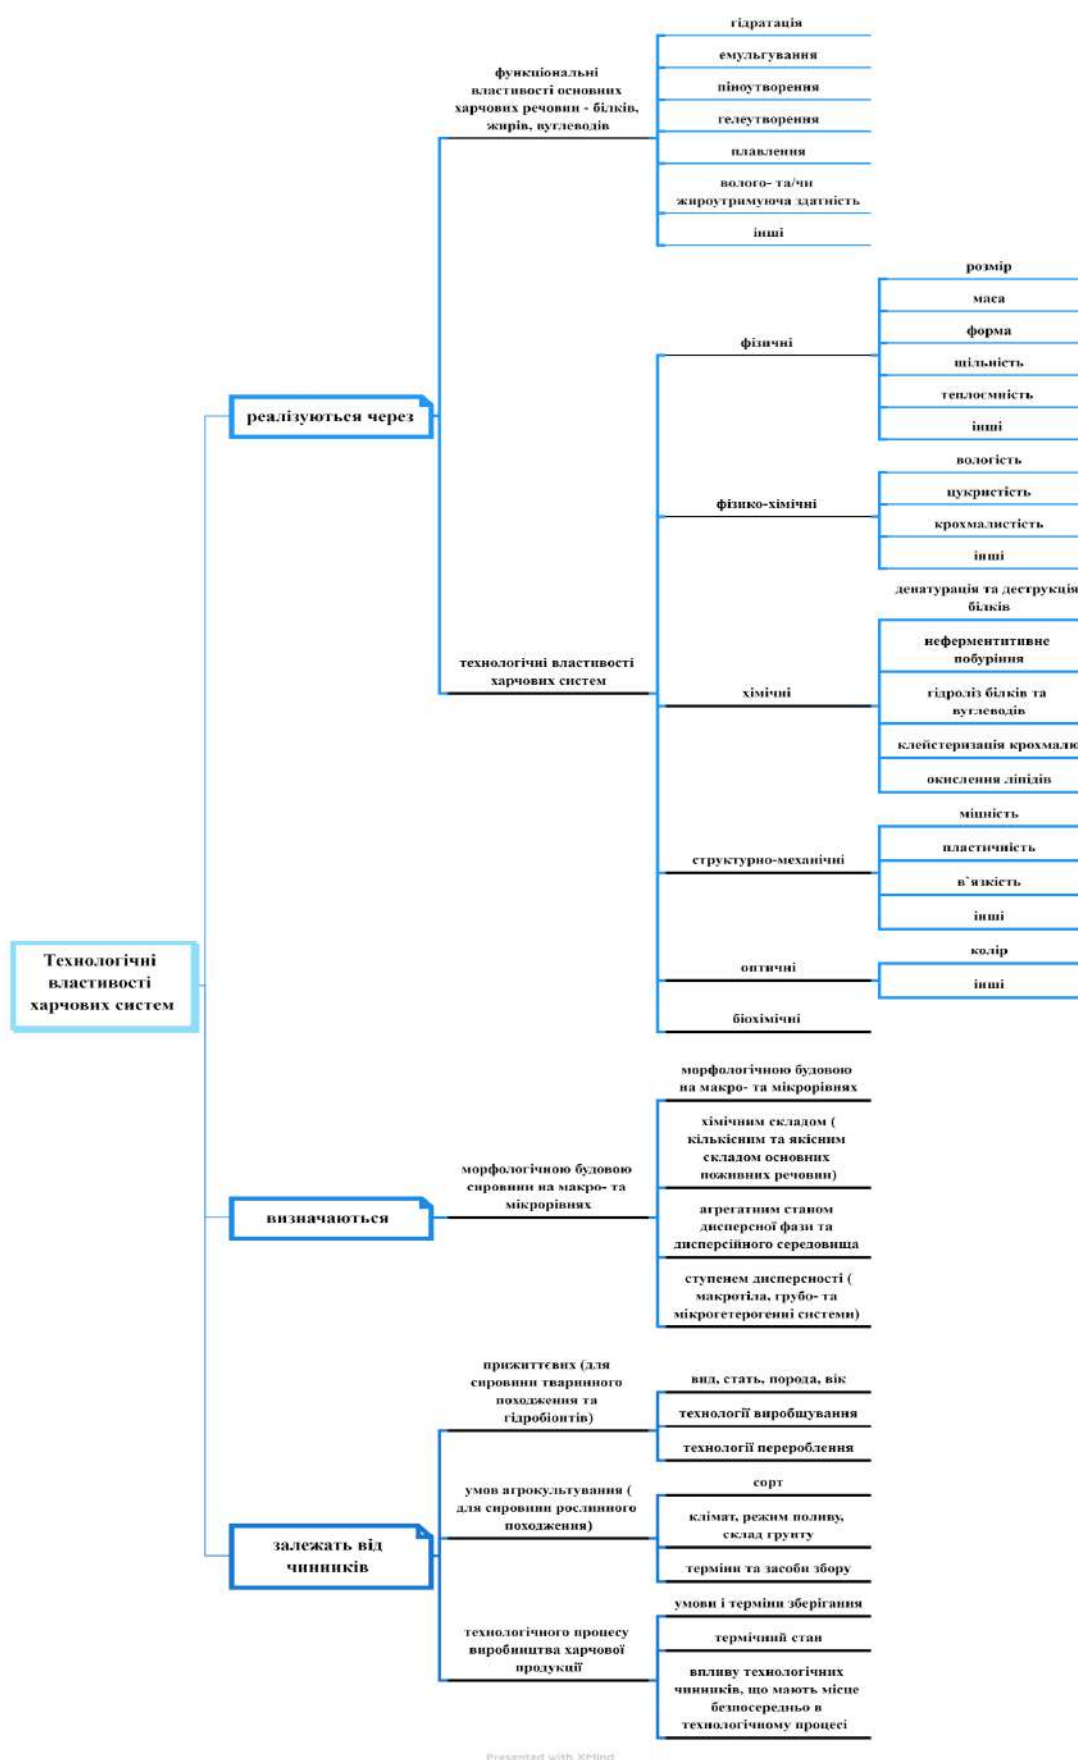 гідратація
емульгування
функціональні
властивості основних
харчових речовин - білків,
жирів, вуглеводів
піноутворення
гелеутворення
плавлення
волого- та/чи
жироутримуюча здатність
інші
розмір
маса
форма
фізичні
щільність
теплоємність
інші
реалізуються через
вологість
цукристість
фізико-хімічні
крохмалистість
інші
денатурація та деструкція
білків
неферментитивне
побуріння
технологічні властивості
харчових систем
хімічні
гідроліз білків та
вуглеводів
клейстеризація крохмалю
окислення ліпідів
міцність
пластичність
структурно-механічні
в`язкість
інші
колір
оптичні
інші
біохімічні
Технологічні
властивості
харчових систем
морфологічною будовою
на макро- та мікрорівнях
хімічним складом (
кількісним та якісним
складом основних
поживних речовин)
визначаються
морфологічною будовою
сировини на макро- та
мікрорівнях
агрегатним станом
дисперсної фази та
дисперсійного середовища
ступенем дисперсності (
макротіла, грубо- та
мікрогетерогенні системи)
прижиттєвих (для
сировини тваринного
походження та
гідробіонтів)
вид, стать, порода, вік
технології виробщування
технології перероблення
залежать від
чинників
умов агрокультування (
для сировини рослинного
походження)
сорт
клімат, режим поливу,
склад грунту
терміни та засоби збору
технологічного процесу
виробництва харчової
продукції
умови і терміни зберігання
термічний стан
впливу технологічних
чинників, що мають місце
безпосередньо в
технологічному процесі
Presented with XMind